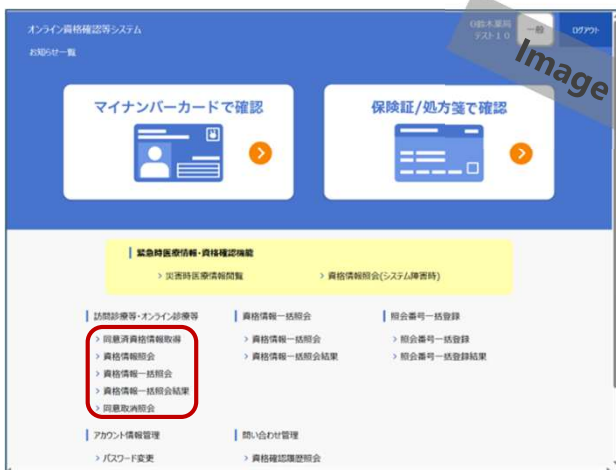 オンライン資格確認等システム
G鈴木薬局
テスト10
一般
ログアウト
お知らせ一覧
Image
マイナンバーカードで確認
保険証/処方箋で確認
緊急時医療情報・資格確認機能
> 災害時医療情報閲覧
> 資格情報照会(システム障害時)
訪問診療等・オンライン診療等
資格情報一括照会
照会番号一括登録
> 同意済資格情報取得
> 資格情報一括照会
> 照会番号一括登録
> 資格情報照会
> 資格情報一括照会結果
> 照会番号一括登録結果
> 資格情報一括照会
> 資格情報一括照会結果
> 同意取消照会
アカウント情報管理
問い合わせ管理
> パスワード変更
> 資格確認履歴照会